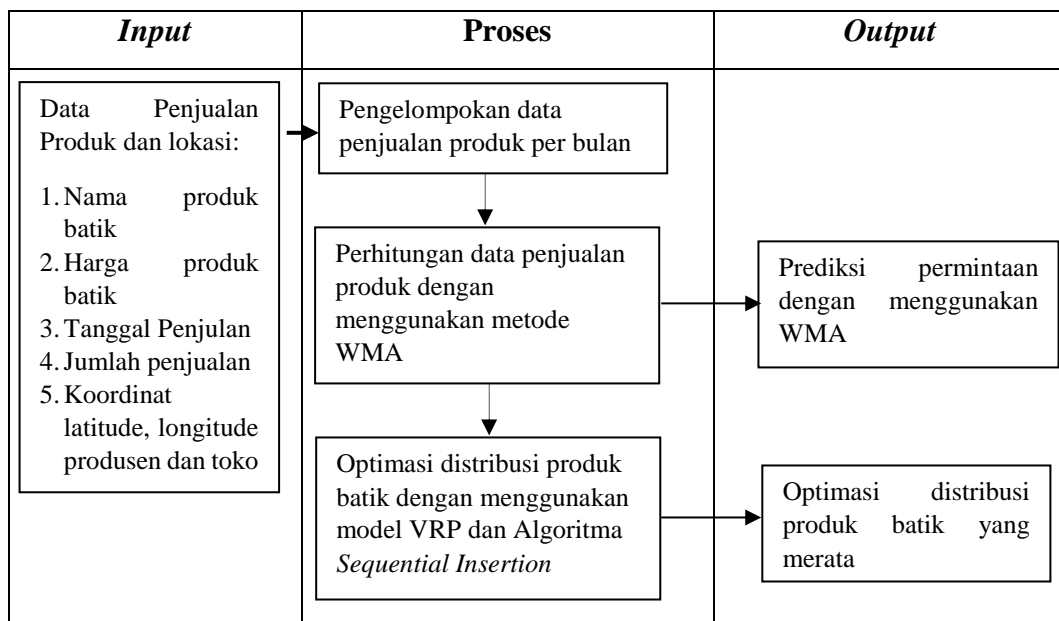 Input
Proses
Output
Data Penjualan
Produk dan lokasi:
1. Nama produk
batik
2. Harga produk
batik
3. Tanggal Penjulan
4. Jumlah penjualan
5. Koordinat
latitude, longitude
produsen dan toko
Pengelompokan data
penjualan produk per bulan
Perhitungan data penjualan
produk dengan
menggunakan metode
WMA
Optimasi distribusi produk
batik dengan menggunakan
model VRP dan Algoritma
Sequential Insertion
Prediksi permintaan
dengan menggunakan
WMA
Optimasi distribusi
produk batik yang
merata